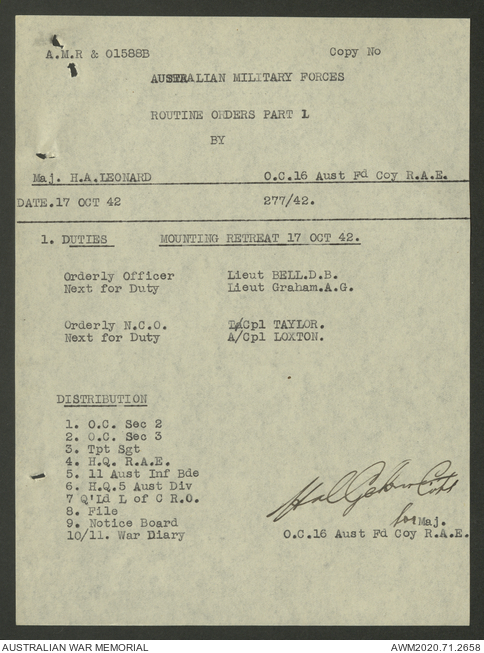 A.M.R & 01588B Copy No
AUSTRALIAN MILITARY FORCES
ROUTINE ORDERS PART 1
BY
Maj. H.A.LEONARD O.C.16 Aust Fd Coy R.A.E.
DATE.17 OCT 42 277/42.
1. DUTIES MOUNTING RETREAT 17 OCT 42.
Orderly Officer Lieut BELL.D.B.
Next for Duty Lieut Graham.A.G.
Orderly N.C.O. L/Cpl TAYLOR.
Next for Duty A/Cpl LOXTON.
DISTRIBUTION
1. O.C. Sec 2
2. O.C. Sec 3
3. Tpt Sgt
4. H.Q. R.A.E.
5. 11 Aust Inf Bde
6. H.Q.5 Aust Div
7 Q'Ld L of C R.O.
8. File
9. Notice Board
10/11. War Diary
for Maj.
O.C.16 Aust Fd Coy R.A.E.
AUSTRALIAN WAR MEMORIAL AWM2020.71.2658